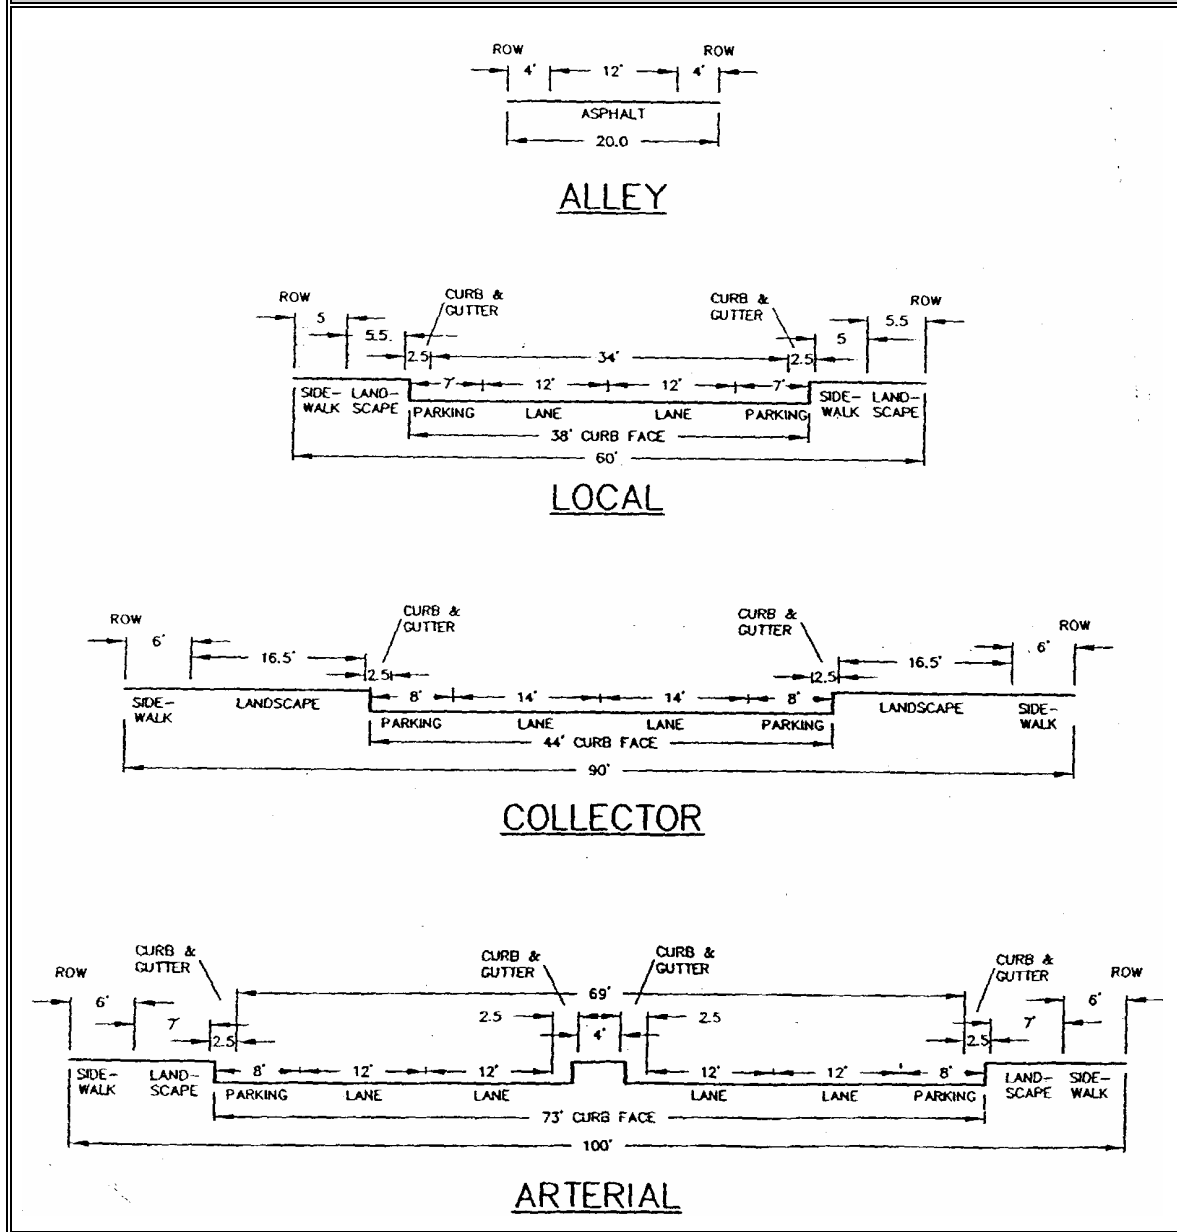 ROW ROW
4' 12' 4'
ASPHALT
20.0
ALLEY
CURB & GUTTER
CURB & GUTTER
ROW ROW
5 5.5
5.5 5
2.5 34' 2.5
7' 12' 12' 7'
SIDE-WALK LAND-SCAPE PARKING LANE LANE PARKING SIDE-WALK LAND-SCAPE
38' CURB FACE
60'
LOCAL
CURB & GUTTER
CURB & GUTTER
ROW ROW
6' 6'
16.5' 16.5'
2.5 2.5
8' 14' 14' 8'
SIDE-WALK LANDSCAPE PARKING LANE LANE PARKING LANDSCAPE SIDE-WALK
44' CURB FACE
90'
COLLECTOR
CURB & GUTTER
CURB & GUTTER
CURB & GUTTER
CURB & GUTTER
ROW ROW
6' 69' 6'
7' 2.5 2.5 7'
2.5 4' 2.5
8' 12' 12' 12' 12' 8'
SIDE-WALK LAND-SCAPE PARKING LANE LANE LANE LANE PARKING LAND-SCAPE SIDE-WALK
73' CURB FACE
100'
ARTERIAL